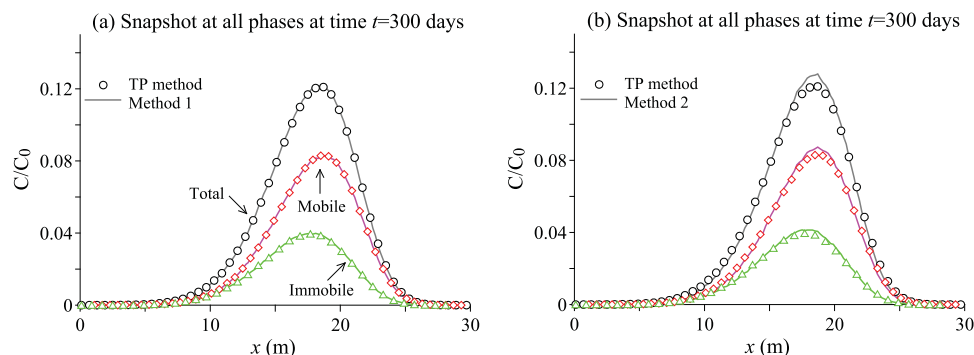 (a) Snapshot at all phases at time t=300 days
TP method
Method 1
0.12
0.08
0.04
0
C/C0
Total
Mobile
Immobile
0
10
20
30
x (m)
(b) Snapshot at all phases at time t=300 days
TP method
Method 2
0.12
0.08
0.04
0
C/C0
0
10
20
30
x (m)